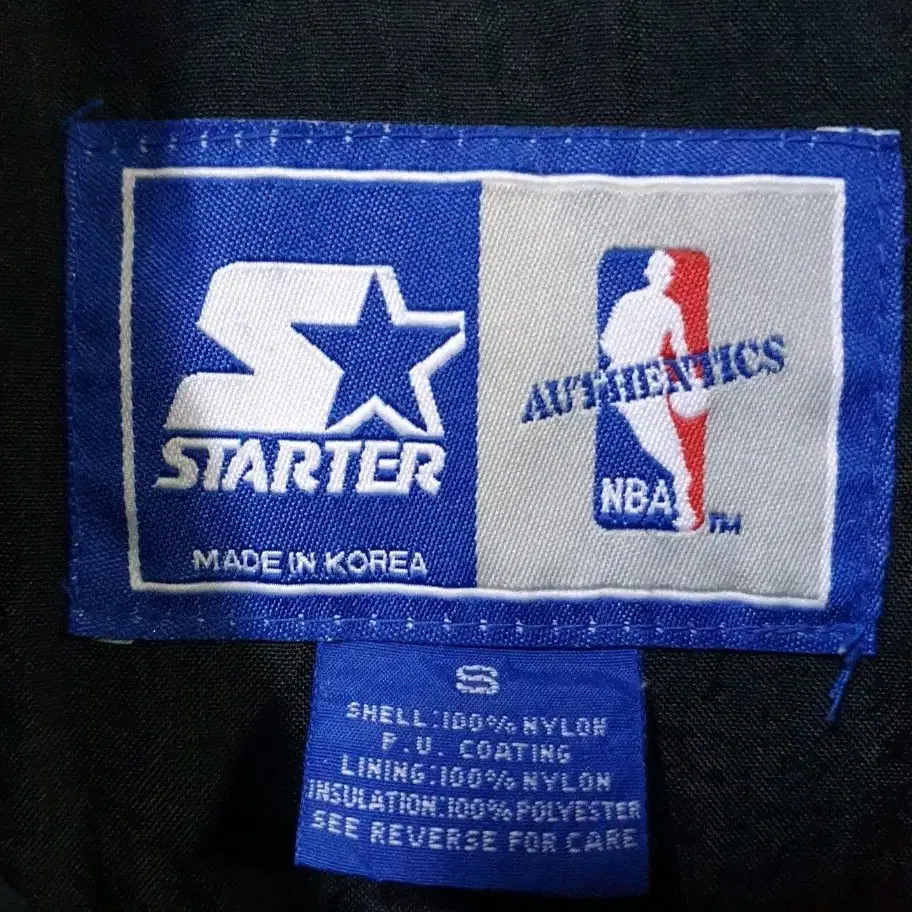 STARTER
MADE IN KOREA
AUTHENTICS
NBA
TM
S
SHELL:100% NYLON
P.U. COATING
LINING:100% NYLON
INSULATION:100% POLYESTER
SEE REVERSE FOR CARE